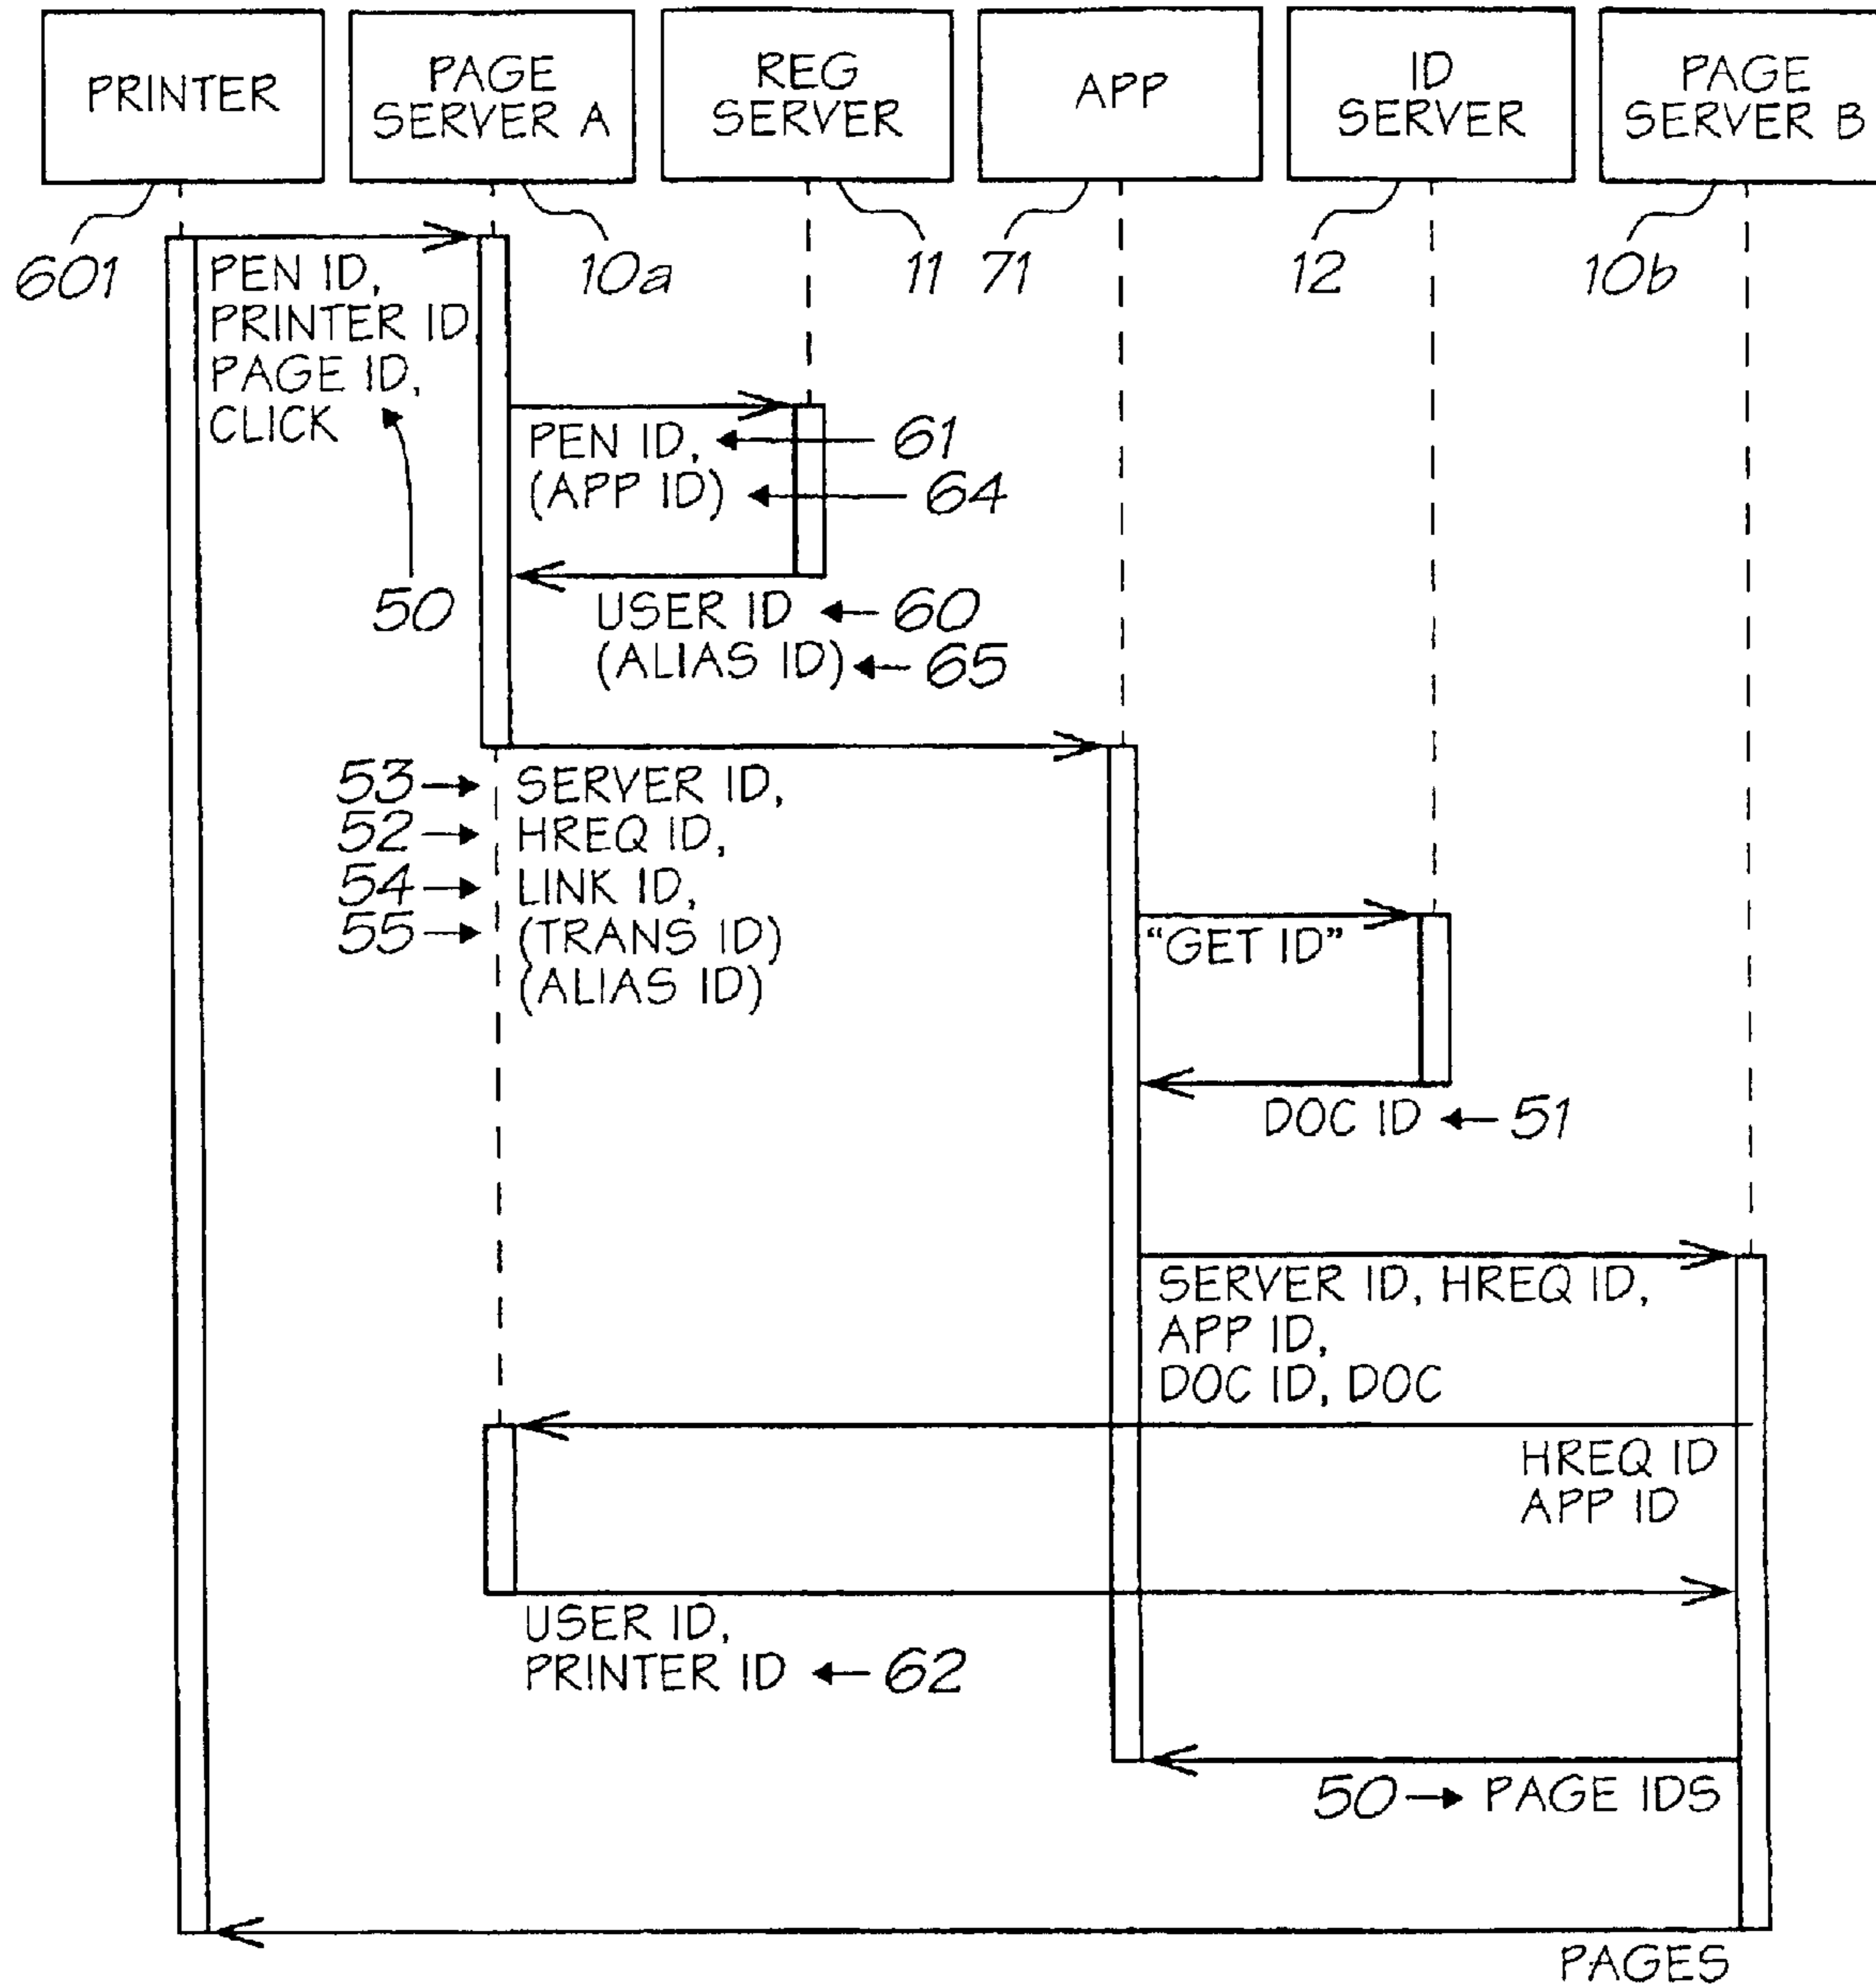 PRINTER
PAGE
SERVER A
REG
SERVER
APP
ID
SERVER
PAGE
SERVER B
601
10a
11
71
12
10b
PEN ID,
PRINTER ID
PAGE ID,
CLICK
50
PEN ID,
(APP ID)
61
64
USER ID
(ALIAS ID)
60
65
53
52
54
55
SERVER ID,
HREQ ID,
LINK ID,
(TRANS ID)
(ALIAS ID)
“GET ID”
DOC ID
51
SERVER ID, HREQ ID,
APP ID,
DOC ID, DOC
HREQ ID
APP ID
USER ID,
PRINTER ID
62
50
PAGE IDS
PAGES